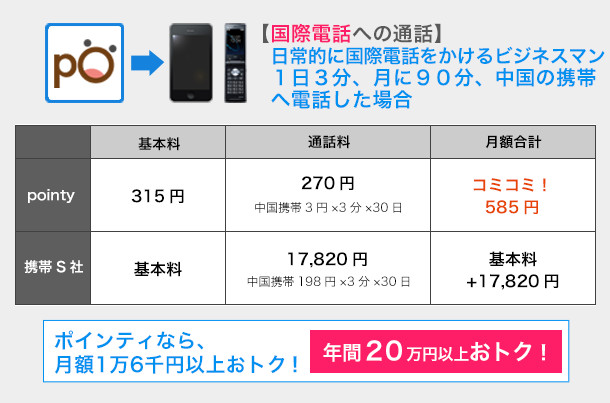 po
【国際電話への通話】
日常的に国際電話をかけるビジネスマン
1日3分、月に90分、中国の携帯
へ電話した場合
基本料 通話料 月額合計
pointy 315円 270円 コミコミ!
中国携帯3円×3分×30日 585円
携帯S社 基本料 17,820円 基本料
中国携帯198円×3分×30日 +17,820円
ポインティなら、
月額1万6千円以上おトク!
年間20万円以上おトク!